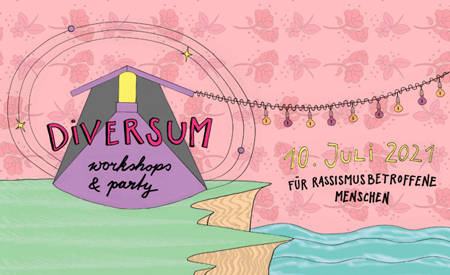 DiVERSUM
workshops
& party
10. Juli 2021
FÜR RASSISMUSBETROFFENE
MENSCHEN